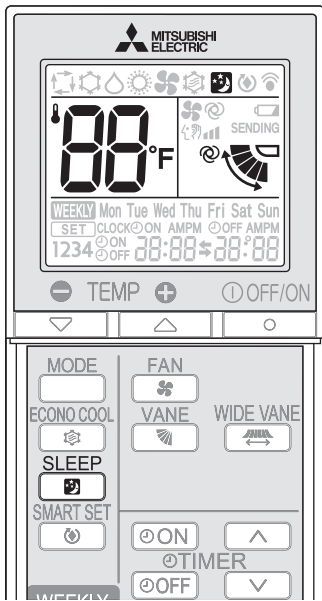 MITSUBISHI
ELECTRIC
SENDING
88°F
WEEKLY Mon Tue Wed Thu Fri Sat Sun
SET CLOCK ON AMPM OFF AMPM
1234 ON OFF 88:88 88:88
TEMP OFF/ON
MODE FAN
ECONO COOL VANE WIDE VANE
SLEEP
SMART SET
ON
TIMER
OFF
WEEKLY